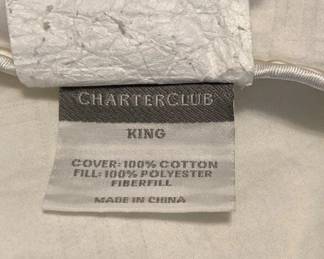 CHARTERCLUB
KING
COVER: 100% COTTON
FILL: 100% POLYESTER
FIBERFILL
MADE IN CHINA